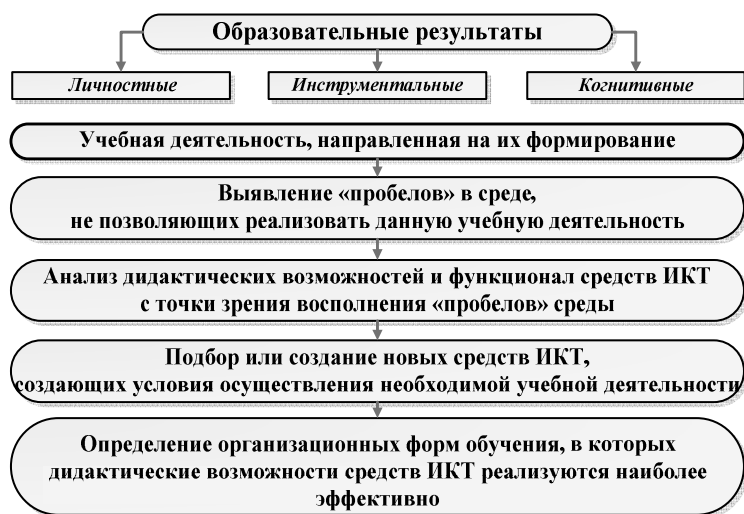 Образовательные результаты
Личностные
Инструментальные
Когнитивные
Учебная деятельность, направленная на их формирование
Выявление «пробелов» в среде,
не позволяющих реализовать данную учебную деятельность
Анализ дидактических возможностей и функционал средств ИКТ
с точки зрения восполнения «пробелов» среды
Подбор или создание новых средств ИКТ,
создающих условия осуществления необходимой учебной деятельности
Определение организационных форм обучения, в которых
дидактические возможности средств ИКТ реализуются наиболее
эффективно